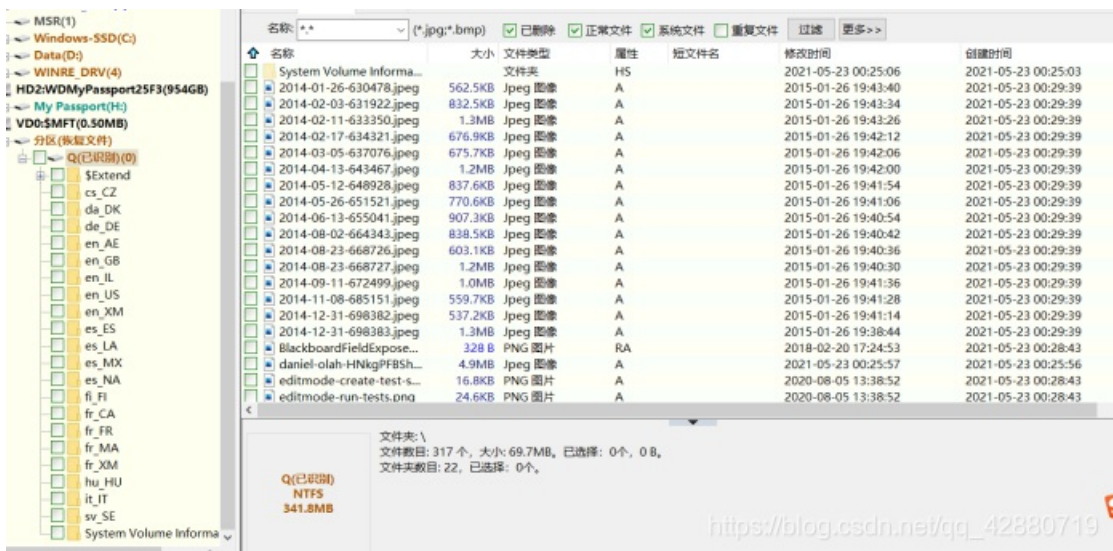 MSR(1)
Windows-SSD(C:)
Data(D:)
WINRE_DRV(4)
HD2:WDMyPassport25F3(954GB)
My Passport(H:)
VD0:$MFT(0.50MB)
分区(恢复文件)
Q(已识别)(0)
$Extend
cs_CZ
da_DK
de_DE
en_AE
en_GB
en_IL
en_US
en_XM
es_ES
es_LA
es_MX
es_NA
fi_FI
fr_CA
fr_FR
fr_MA
fr_XM
hu_HU
it_IT
sv_SE
System Volume Informa
名称: *.* (*.jpg;*.bmp) 已删除 正常文件 系统文件 重复文件 过滤 更多>>
名称 大小 文件类型 属性 短文件名 修改时间 创建时间
System Volume Informa... 文件夹 HS 2021-05-23 00:25:06 2021-05-23 00:25:03
2014-01-26-630478.jpeg 562.5KB Jpeg 图像 A 2015-01-26 19:43:40 2021-05-23 00:29:39
2014-02-03-631922.jpeg 832.5KB Jpeg 图像 A 2015-01-26 19:43:34 2021-05-23 00:29:39
2014-02-11-633350.jpeg 1.3MB Jpeg 图像 A 2015-01-26 19:43:26 2021-05-23 00:29:39
2014-02-17-634321.jpeg 676.9KB Jpeg 图像 A 2015-01-26 19:42:12 2021-05-23 00:29:39
2014-03-05-637076.jpeg 675.7KB Jpeg 图像 A 2015-01-26 19:42:06 2021-05-23 00:29:39
2014-04-13-643467.jpeg 1.2MB Jpeg 图像 A 2015-01-26 19:42:00 2021-05-23 00:29:39
2014-05-12-648928.jpeg 837.6KB Jpeg 图像 A 2015-01-26 19:41:54 2021-05-23 00:29:39
2014-05-26-651521.jpeg 770.6KB Jpeg 图像 A 2015-01-26 19:41:06 2021-05-23 00:29:39
2014-06-13-655041.jpeg 907.3KB Jpeg 图像 A 2015-01-26 19:40:54 2021-05-23 00:29:39
2014-08-02-664343.jpeg 838.5KB Jpeg 图像 A 2015-01-26 19:40:42 2021-05-23 00:29:39
2014-08-23-668726.jpeg 603.1KB Jpeg 图像 A 2015-01-26 19:40:36 2021-05-23 00:29:39
2014-08-23-668727.jpeg 1.2MB Jpeg 图像 A 2015-01-26 19:40:30 2021-05-23 00:29:39
2014-09-11-672499.jpeg 1.0MB Jpeg 图像 A 2015-01-26 19:41:36 2021-05-23 00:29:39
2014-11-08-685151.jpeg 559.7KB Jpeg 图像 A 2015-01-26 19:41:28 2021-05-23 00:29:39
2014-12-31-698382.jpeg 537.2KB Jpeg 图像 A 2015-01-26 19:41:14 2021-05-23 00:29:39
2014-12-31-698383.jpeg 1.3MB Jpeg 图像 A 2015-01-26 19:38:44 2021-05-23 00:29:39
BlackboardFieldExpose... 328 B PNG 图片 RA 2018-02-20 17:24:53 2021-05-23 00:28:43
daniel-olah-HNkgPFBSh... 4.9MB Jpeg 图像 A 2021-05-23 00:25:57 2021-05-23 00:25:56
editmode-create-test-s... 16.8KB PNG 图片 A 2020-08-05 13:38:52 2021-05-23 00:28:43
editmode-run-tests.png 24.6KB PNG 图片 A 2020-08-05 13:38:52 2021-05-23 00:28:43
文件夹: \
文件数目: 317 个，大小: 69.7MB。已选择: 0个，0 B。
文件夹数目: 22，已选择: 0个。
Q(已识别)
NTFS
341.8MB
https://blog.csdn.net/qq_42880719